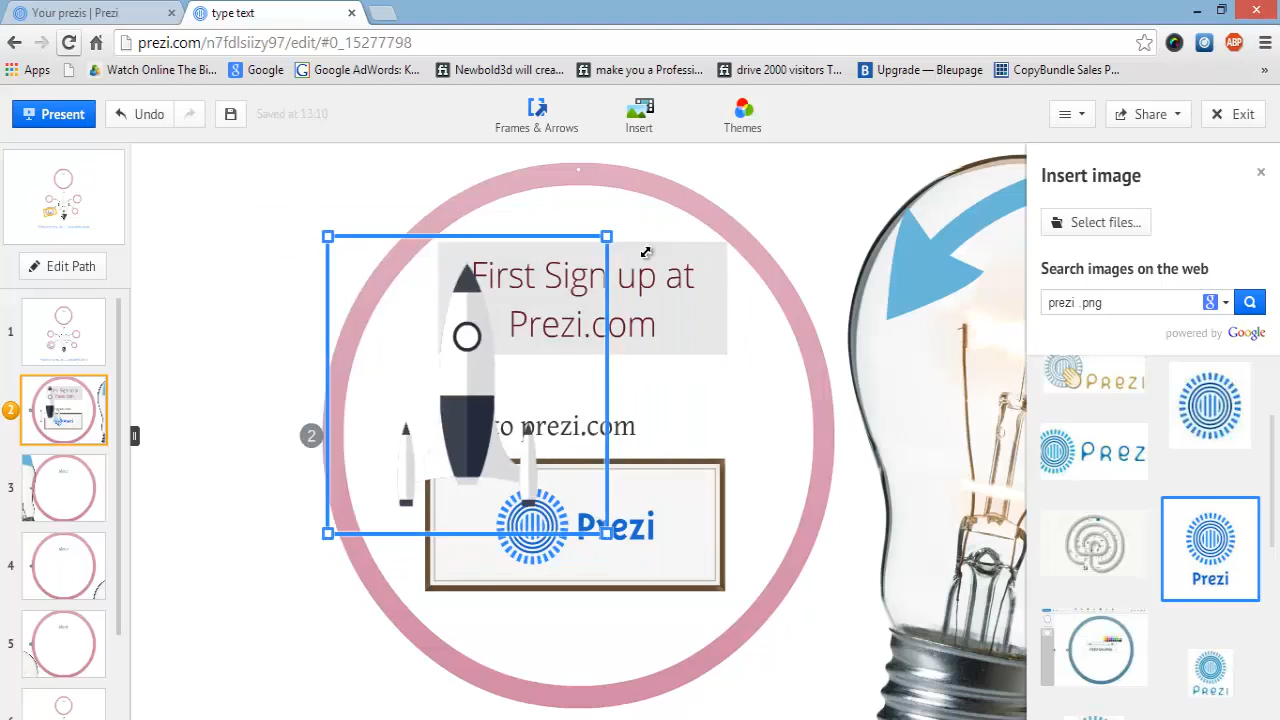 Your prezis | Prezi
type text
prezi.com/n7fdlsiizy97/edit/#0_15277798
Apps
Watch Online The Bi...
Google
Google AdWords: K...
Newbold3d will crea...
make you a Professi...
drive 2000 visitors T...
Upgrade — Bleupage
CopyBundle Sales P...
»
ABP
Present
Undo
Saved at 13:10
Frames & Arrows
Insert
Themes
Share
Exit
Edit Path
1
2
3
4
5
2
First Sign up at
Prezi.com
to prezi.com
Prezi
Insert image
Select files...
Search images on the web
prezi .png
powered by Google
PREZI
Prezi
Prezi
PREZI